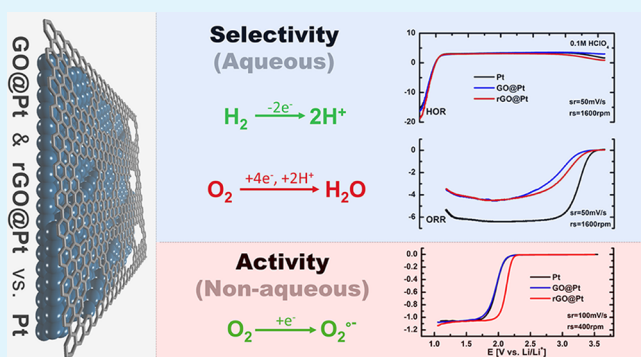 GO@Pt & rGO@Pt vs. Pt
Selectivity
(Aqueous)
H₂ -2e⁻ 2H⁺
O₂ +4e⁻, +2H⁺ H₂O
Activity
(Non-aqueous)
O₂ +e⁻ O₂°⁻
10
0
-10
-20
0.1M HClO₄
Pt
GO@Pt
rGO@Pt
HOR
sr=50mV/s
rs=1600rpm
0
-2
-4
-6
ORR
sr=50mV/s
rs=1600rpm
0.0
-0.2
-0.4
-0.6
-0.8
-1.0
-1.2
Pt
GO@Pt
rGO@Pt
sr=100mV/s
rs=400rpm
1.0 1.5 2.0 2.5 3.0 3.5
E [V vs. Li/Li⁺]